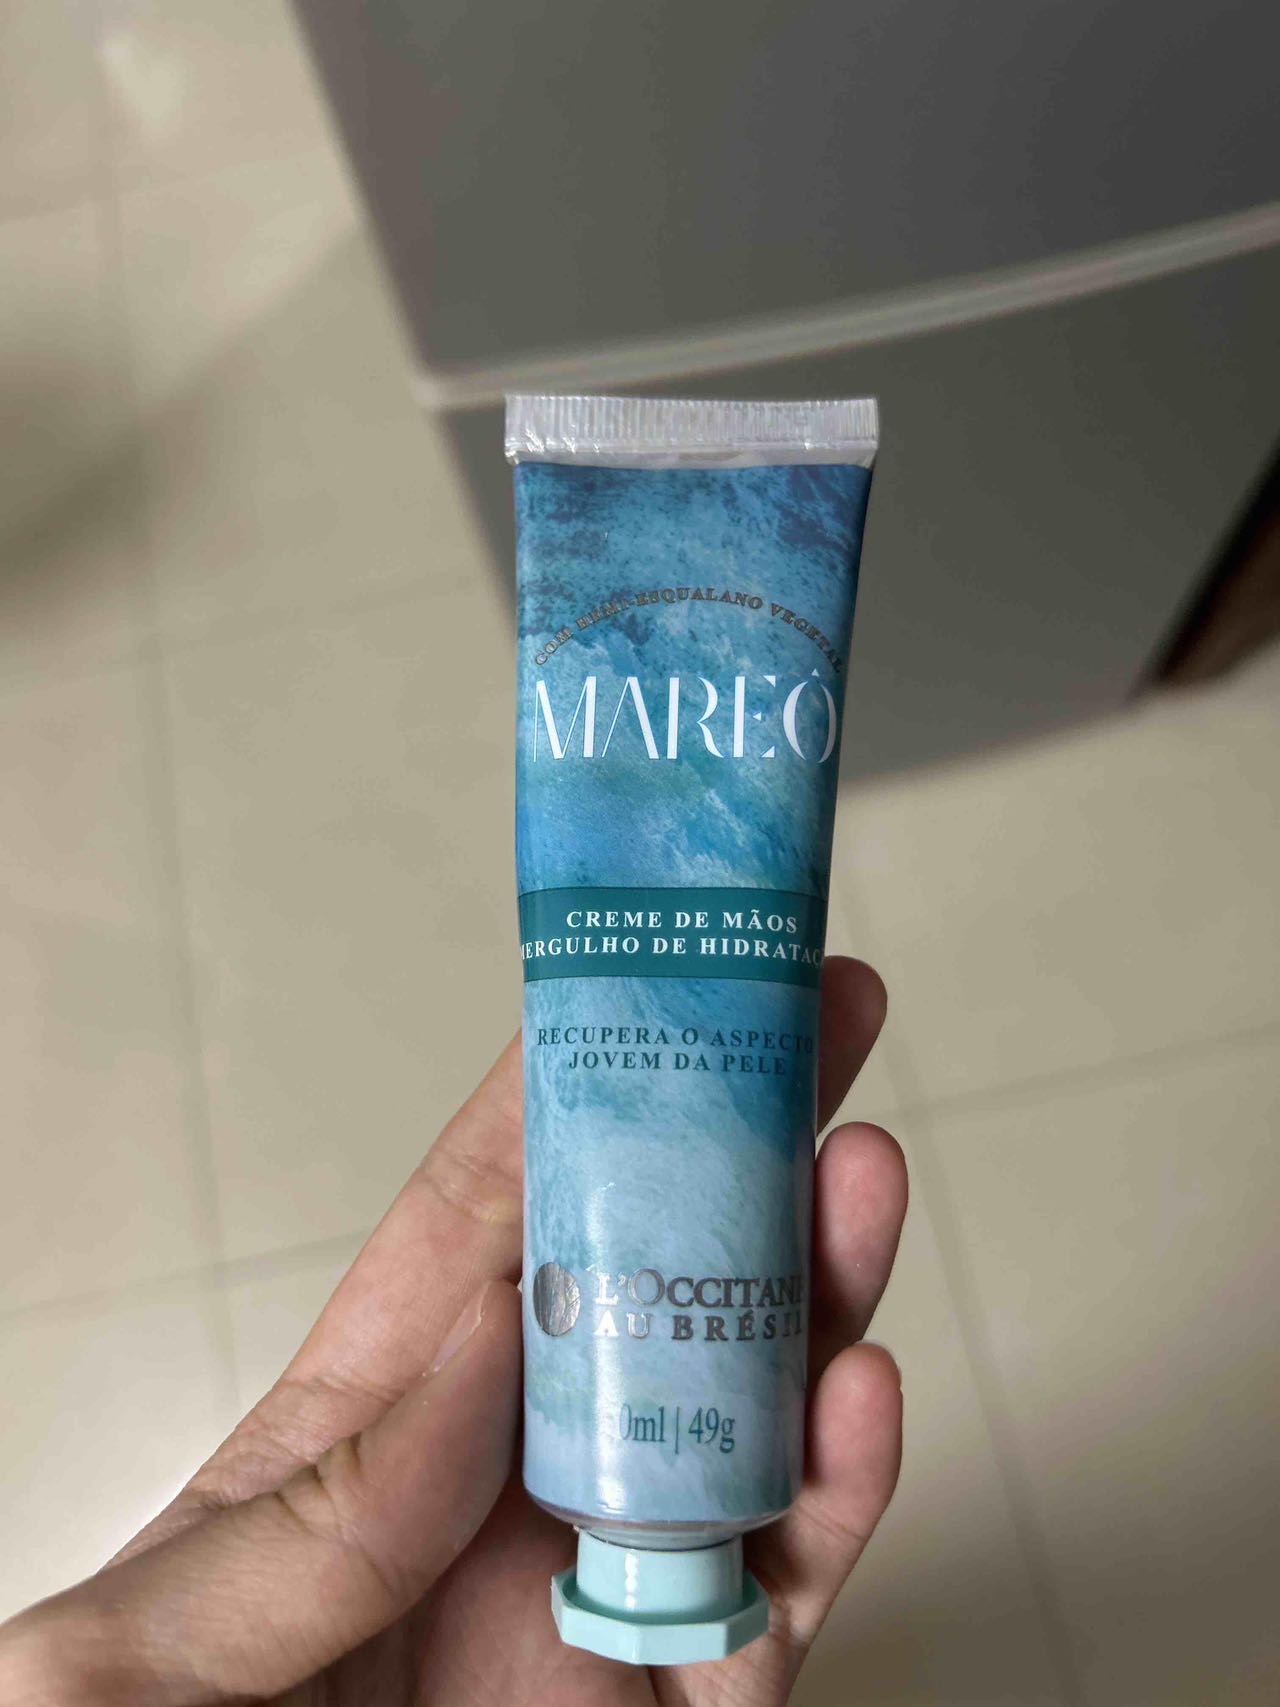 COM HEMI-ESQUALANO VEGETAL
MAREÔ
CREME DE MÃOS
MERGULHO DE HIDRATAÇ
RECUPERA O ASPECTO
JOVEM DA PELE
L'OCCITANE
AU BRÉSIL
0ml | 49g